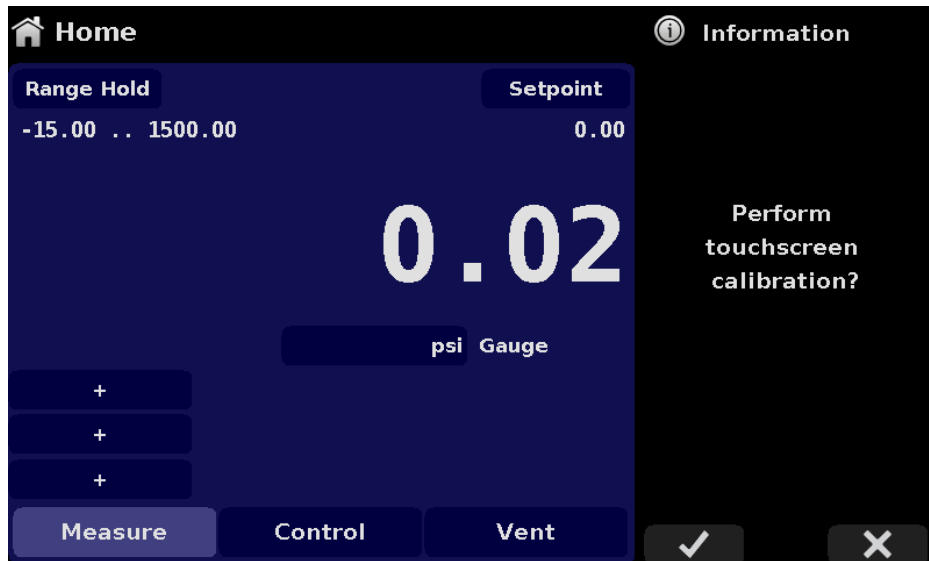 Home
Information
Range Hold
Setpoint
-15.00 .. 1500.00
0.00
0.02
psi Gauge
Perform
touchscreen
calibration?
+
+
+
Measure
Control
Vent